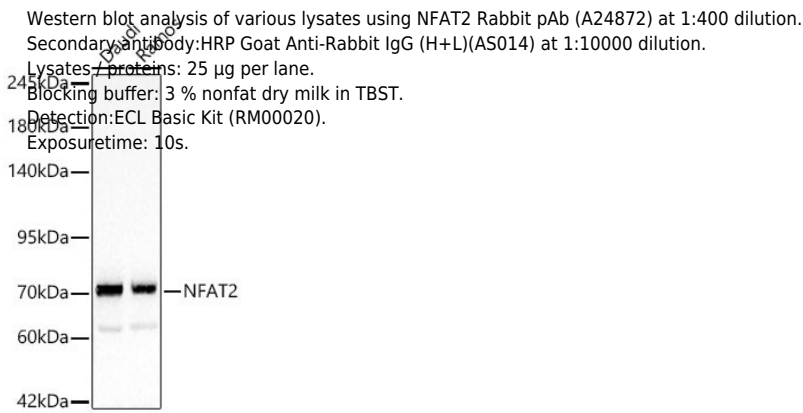 Western blot analysis of various lysates using NFAT2 Rabbit pAb (A24872) at 1:400 dilution.
Secondary antibody:HRP Goat Anti-Rabbit IgG (H+L)(AS014) at 1:10000 dilution.
Lysates / proteins: 25 μg per lane.
Blocking buffer: 3 % nonfat dry milk in TBST.
Detection:ECL Basic Kit (RM00020).
Exposuretime: 10s.
Daudi
Ramos
245kDa
180kDa
140kDa
95kDa
70kDa
NFAT2
60kDa
42kDa